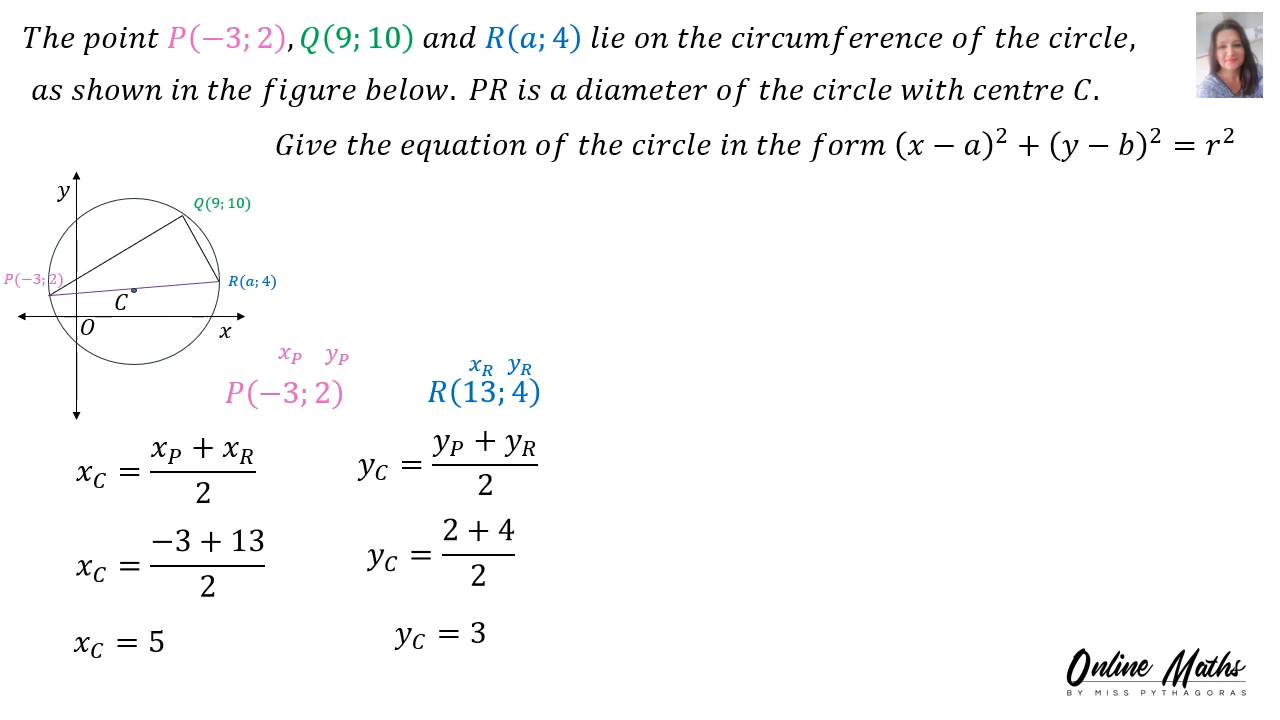 The point P(−3; 2), Q(9; 10) and R(a; 4) lie on the circumference of the circle,
as shown in the figure below. PR is a diameter of the circle with centre C.
Give the equation of the circle in the form (x − a)² + (y − b)² = r²
y
Q(9; 10)
P(−3; 2)
R(a; 4)
C
O
x
x_P y_P
x_R y_R
P(−3; 2)
R(13; 4)
x_C = (x_P + x_R)/2
y_C = (y_P + y_R)/2
x_C = (−3 + 13)/2
y_C = (2 + 4)/2
x_C = 5
y_C = 3
Online Maths
BY MISS PYTHAGORAS